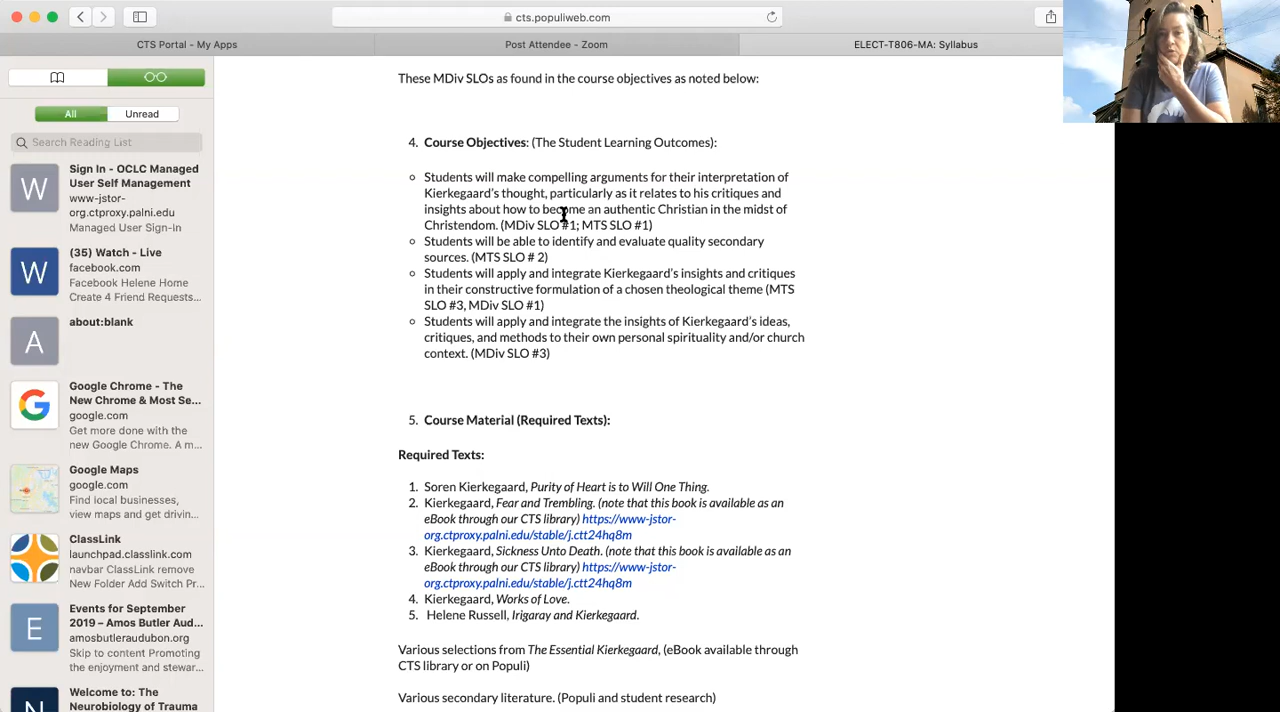 cts.populiweb.com
CTS Portal - My Apps
Post Attendee - Zoom
ELECT-T806-MA: Syllabus
All
Unread
Search Reading List
W
Sign In - OCLC Managed
User Self Management
www-jstor-
org.ctproxy.palni.edu
Managed User Sign-In
W
(35) Watch - Live
facebook.com
Facebook Helene Home
Create 4 Friend Requests...
A
about:blank
Google Chrome - The
New Chrome & Most Se...
google.com
Get more done with the
new Google Chrome. A m...
Google Maps
google.com
Find local businesses,
view maps and get drivin...
ClassLink
launchpad.classlink.com
navbar ClassLink remove
New Folder Add Switch Pr...
E
Events for September
2019 – Amos Butler Aud...
amosbutleraudubon.org
Skip to content Promoting
the enjoyment and stewar...
N
Welcome to: The
Neurobiology of Trauma
These MDiv SLOs as found in the course objectives as noted below:
4. Course Objectives: (The Student Learning Outcomes):
Students will make compelling arguments for their interpretation of
Kierkegaard's thought, particularly as it relates to his critiques and
insights about how to become an authentic Christian in the midst of
Christendom. (MDiv SLO #1; MTS SLO #1)
Students will be able to identify and evaluate quality secondary
sources. (MTS SLO # 2)
Students will apply and integrate Kierkegaard's insights and critiques
in their constructive formulation of a chosen theological theme (MTS
SLO #3, MDiv SLO #1)
Students will apply and integrate the insights of Kierkegaard's ideas,
critiques, and methods to their own personal spirituality and/or church
context. (MDiv SLO #3)
5. Course Material (Required Texts):
Required Texts:
1. Soren Kierkegaard, Purity of Heart is to Will One Thing.
2. Kierkegaard, Fear and Trembling. (note that this book is available as an
eBook through our CTS library) https://www-jstor-
org.ctproxy.palni.edu/stable/j.ctt24hq8m
3. Kierkegaard, Sickness Unto Death. (note that this book is available as an
eBook through our CTS library) https://www-jstor-
org.ctproxy.palni.edu/stable/j.ctt24hq8m
4. Kierkegaard, Works of Love.
5. Helene Russell, Irigaray and Kierkegaard.
Various selections from The Essential Kierkegaard, (eBook available through
CTS library or on Populi)
Various secondary literature. (Populi and student research)